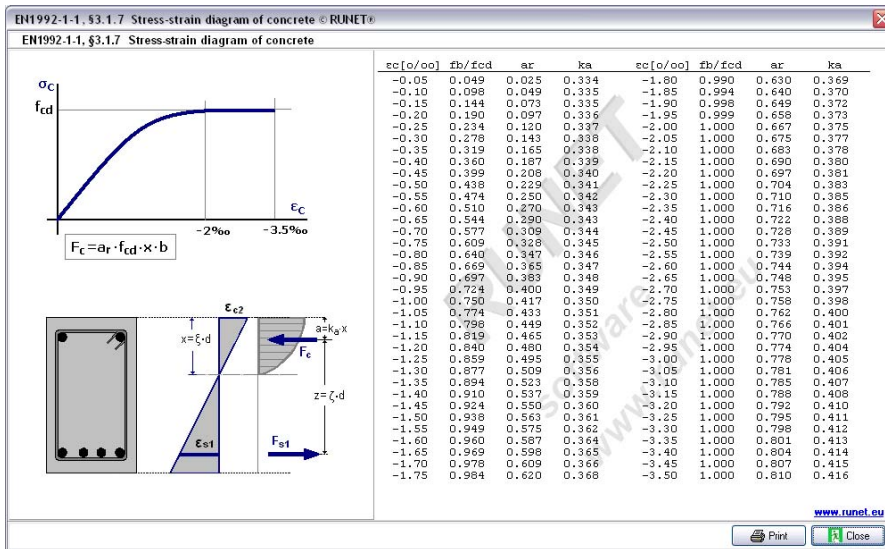 EN1992-1-1, §3.1.7 Stress-strain diagram of concrete © RUNET®
EN1992-1-1, §3.1.7 Stress-strain diagram of concrete
σC
fcd
εC
-2‰
-3.5‰
Fc=ar·fcd·x·b
εc2
x=ξ·d
a=ka·x
Fc
z=ζ·d
εs1
Fs1
εc[o/oo] fb/fcd ar ka εc[o/oo] fb/fcd ar ka
-0.05 0.049 0.025 0.334 -1.80 0.990 0.630 0.369
-0.10 0.098 0.049 0.335 -1.85 0.994 0.640 0.370
-0.15 0.144 0.073 0.335 -1.90 0.998 0.649 0.372
-0.20 0.190 0.097 0.336 -1.95 0.999 0.658 0.373
-0.25 0.234 0.120 0.337 -2.00 1.000 0.667 0.375
-0.30 0.278 0.143 0.338 -2.05 1.000 0.675 0.377
-0.35 0.319 0.165 0.338 -2.10 1.000 0.683 0.378
-0.40 0.360 0.187 0.339 -2.15 1.000 0.690 0.380
-0.45 0.399 0.208 0.340 -2.20 1.000 0.697 0.381
-0.50 0.438 0.229 0.341 -2.25 1.000 0.704 0.383
-0.55 0.474 0.250 0.342 -2.30 1.000 0.710 0.385
-0.60 0.510 0.270 0.343 -2.35 1.000 0.716 0.386
-0.65 0.544 0.290 0.343 -2.40 1.000 0.722 0.388
-0.70 0.577 0.309 0.344 -2.45 1.000 0.728 0.389
-0.75 0.609 0.328 0.345 -2.50 1.000 0.733 0.391
-0.80 0.640 0.347 0.346 -2.55 1.000 0.739 0.392
-0.85 0.669 0.365 0.347 -2.60 1.000 0.744 0.394
-0.90 0.697 0.383 0.348 -2.65 1.000 0.748 0.395
-0.95 0.724 0.400 0.349 -2.70 1.000 0.753 0.397
-1.00 0.750 0.417 0.350 -2.75 1.000 0.758 0.398
-1.05 0.774 0.433 0.351 -2.80 1.000 0.762 0.400
-1.10 0.798 0.449 0.352 -2.85 1.000 0.766 0.401
-1.15 0.819 0.465 0.353 -2.90 1.000 0.770 0.402
-1.20 0.840 0.480 0.354 -2.95 1.000 0.774 0.404
-1.25 0.859 0.495 0.355 -3.00 1.000 0.778 0.405
-1.30 0.877 0.509 0.356 -3.05 1.000 0.781 0.406
-1.35 0.894 0.523 0.358 -3.10 1.000 0.785 0.407
-1.40 0.910 0.537 0.359 -3.15 1.000 0.788 0.408
-1.45 0.924 0.550 0.360 -3.20 1.000 0.792 0.410
-1.50 0.938 0.563 0.361 -3.25 1.000 0.795 0.411
-1.55 0.949 0.575 0.362 -3.30 1.000 0.798 0.412
-1.60 0.960 0.587 0.364 -3.35 1.000 0.801 0.413
-1.65 0.969 0.598 0.365 -3.40 1.000 0.804 0.414
-1.70 0.978 0.609 0.366 -3.45 1.000 0.807 0.415
-1.75 0.984 0.620 0.368 -3.50 1.000 0.810 0.416
RUNET
software
www.runet.eu
www.runet.eu
Print
Close